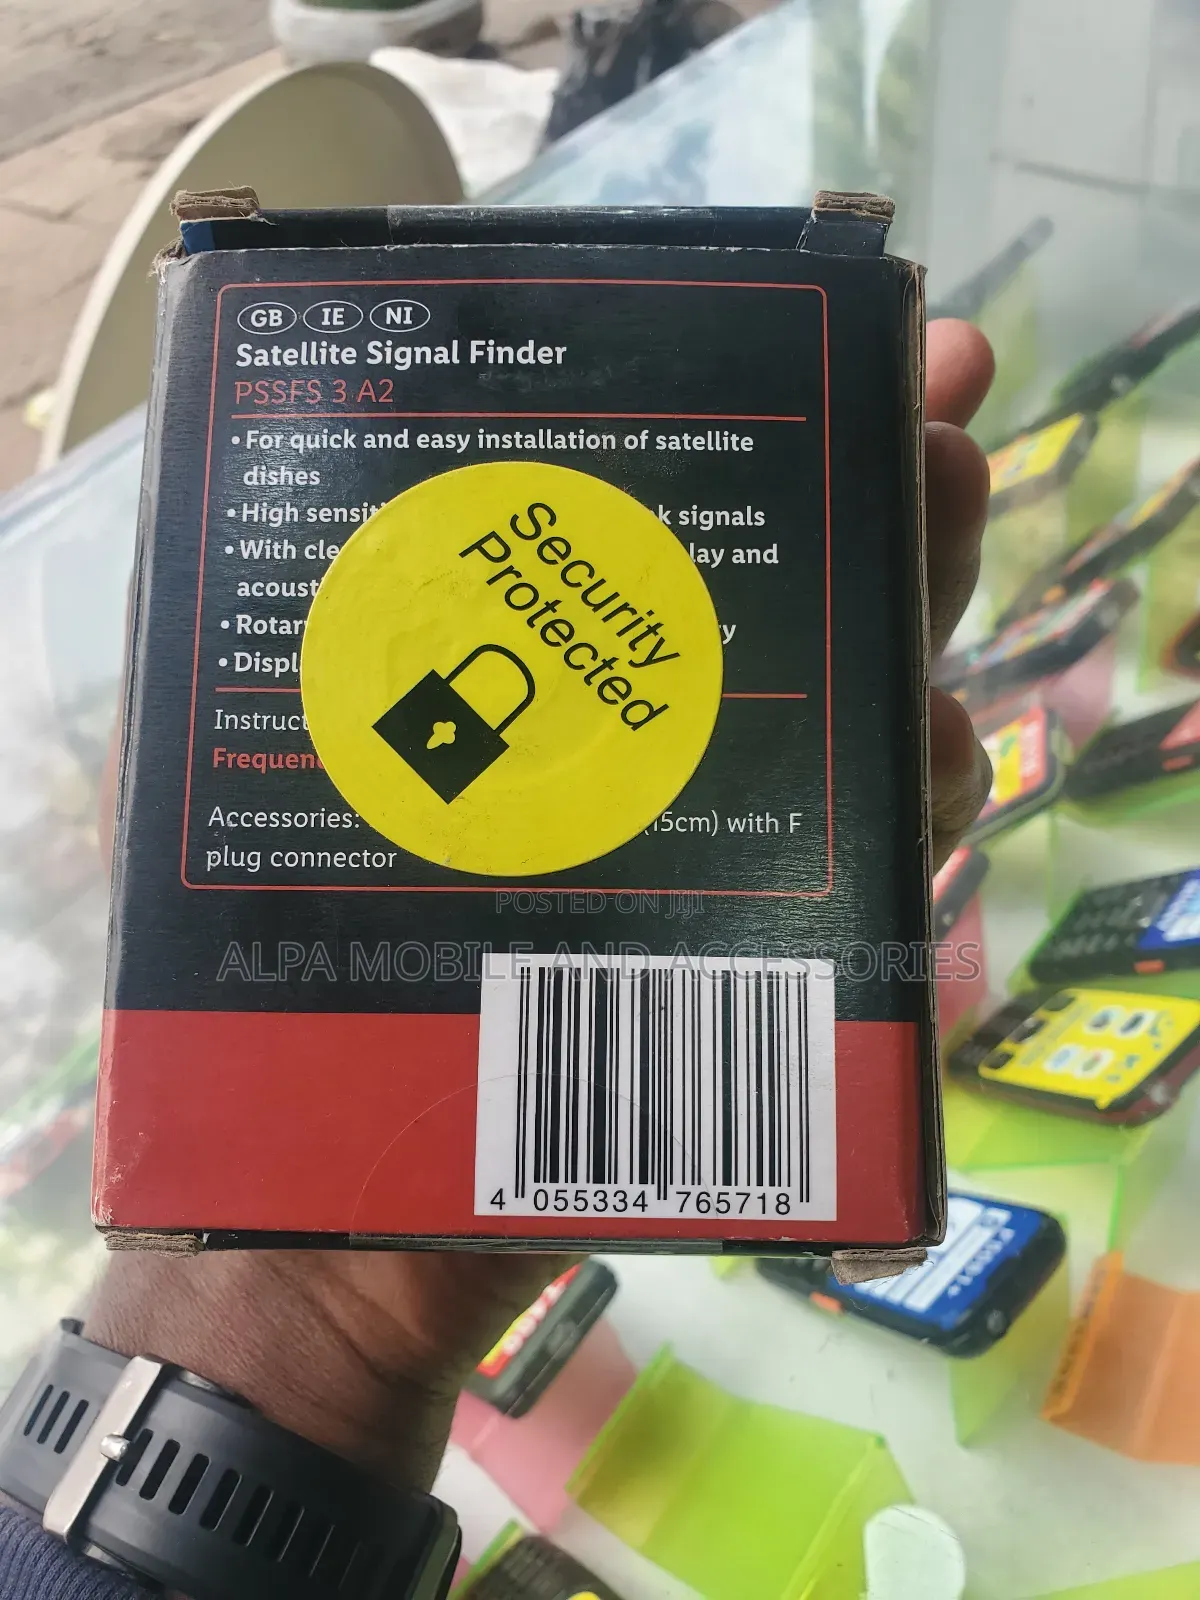 GB IE NI
Satellite Signal Finder
PSSFS 3 A2
• For quick and easy installation of satellite
dishes
• High sensiti k signals
• With cle lay and
acoust
• Rotar y
• Displ
Instruct
Frequen
Accessories: (15cm) with F
plug connector
Security
Protected
POSTED ON JIJI
ALPA MOBILE AND ACCESSORIES
4 055334 765718